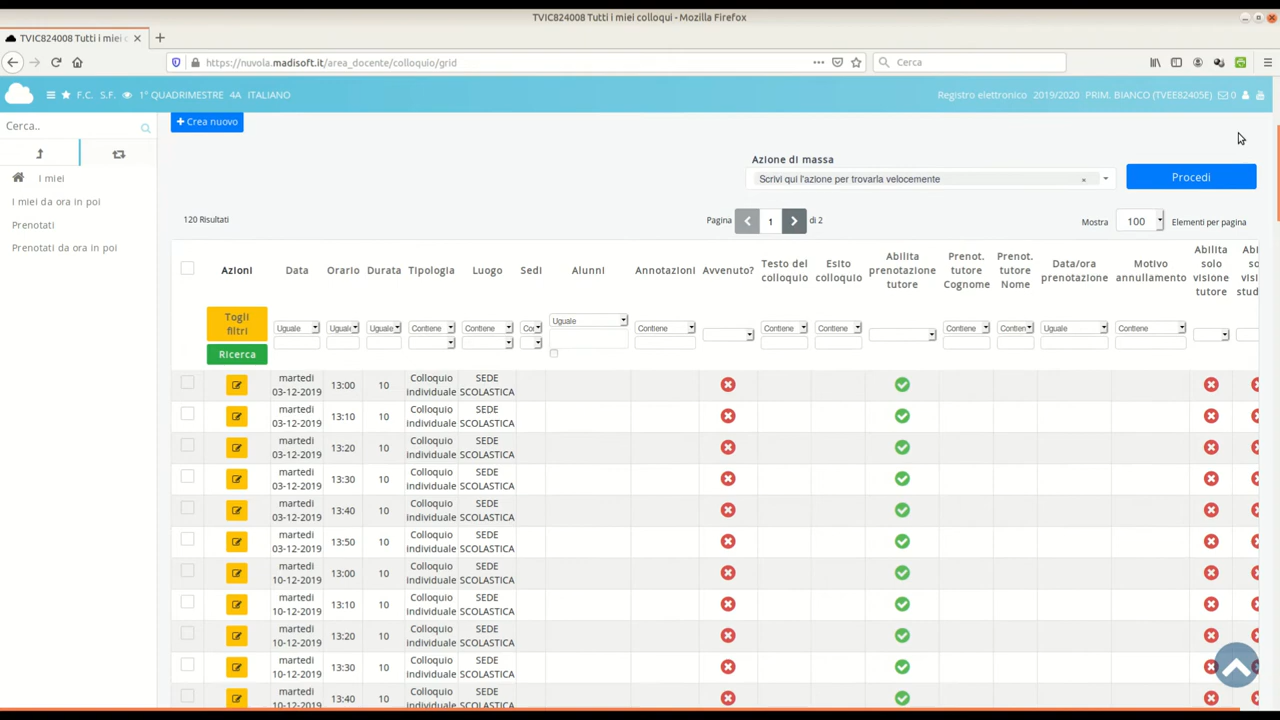 TVIC824008 Tutti i miei colloqui - Mozilla Firefox
TVIC824008 Tutti i miei c
https://nuvola.madisoft.it/area_docente/colloquio/grid
Cerca
F.C. S.F. 1° QUADRIMESTRE 4A ITALIANO
Registro elettronico 2019/2020 PRIM. BIANCO (TVEE82405E) 0
Cerca..
I miei
I miei da ora in poi
Prenotati
Prenotati da ora in poi
Crea nuovo
Azione di massa
Scrivi qui l'azione per trovarla velocemente ×
Procedi
120 Risultati
Pagina 1 di 2
Mostra 100 Elementi per pagina
Azioni Data Orario Durata Tipologia Luogo Sedi Alunni Annotazioni Avvenuto? Testo del colloquio Esito colloquio Abilita prenotazione tutore Prenot. tutore Cognome Prenot. tutore Nome Data/ora prenotazione Motivo annullamento Abilita solo visione tutore Abi solo visi stud
Togli filtri
Ricerca
Uguale Uguale Uguale Contiene Contiene Co Uguale Contiene Contiene Contiene Contiene Contien Uguale Contiene
martedì 03-12-2019 13:00 10 Colloquio individuale SEDE SCOLASTICA
martedì 03-12-2019 13:10 10 Colloquio individuale SEDE SCOLASTICA
martedì 03-12-2019 13:20 10 Colloquio individuale SEDE SCOLASTICA
martedì 03-12-2019 13:30 10 Colloquio individuale SEDE SCOLASTICA
martedì 03-12-2019 13:40 10 Colloquio individuale SEDE SCOLASTICA
martedì 03-12-2019 13:50 10 Colloquio individuale SEDE SCOLASTICA
martedì 10-12-2019 13:00 10 Colloquio individuale SEDE SCOLASTICA
martedì 10-12-2019 13:10 10 Colloquio individuale SEDE SCOLASTICA
martedì 10-12-2019 13:20 10 Colloquio individuale SEDE SCOLASTICA
martedì 10-12-2019 13:30 10 Colloquio individuale SEDE SCOLASTICA
martedì 10-12-2019 13:40 10 Colloquio individuale SEDE SCOLASTICA